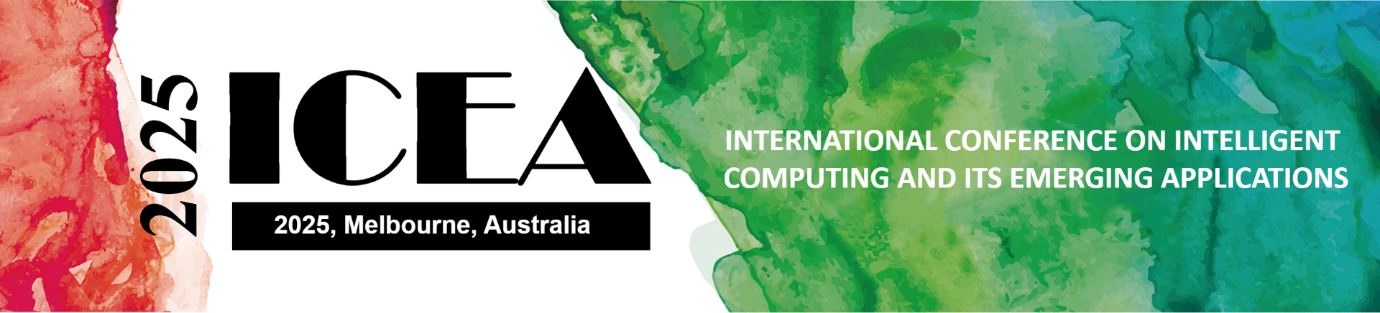 2025
ICEA
2025, Melbourne, Australia
INTERNATIONAL CONFERENCE ON INTELLIGENT
COMPUTING AND ITS EMERGING APPLICATIONS